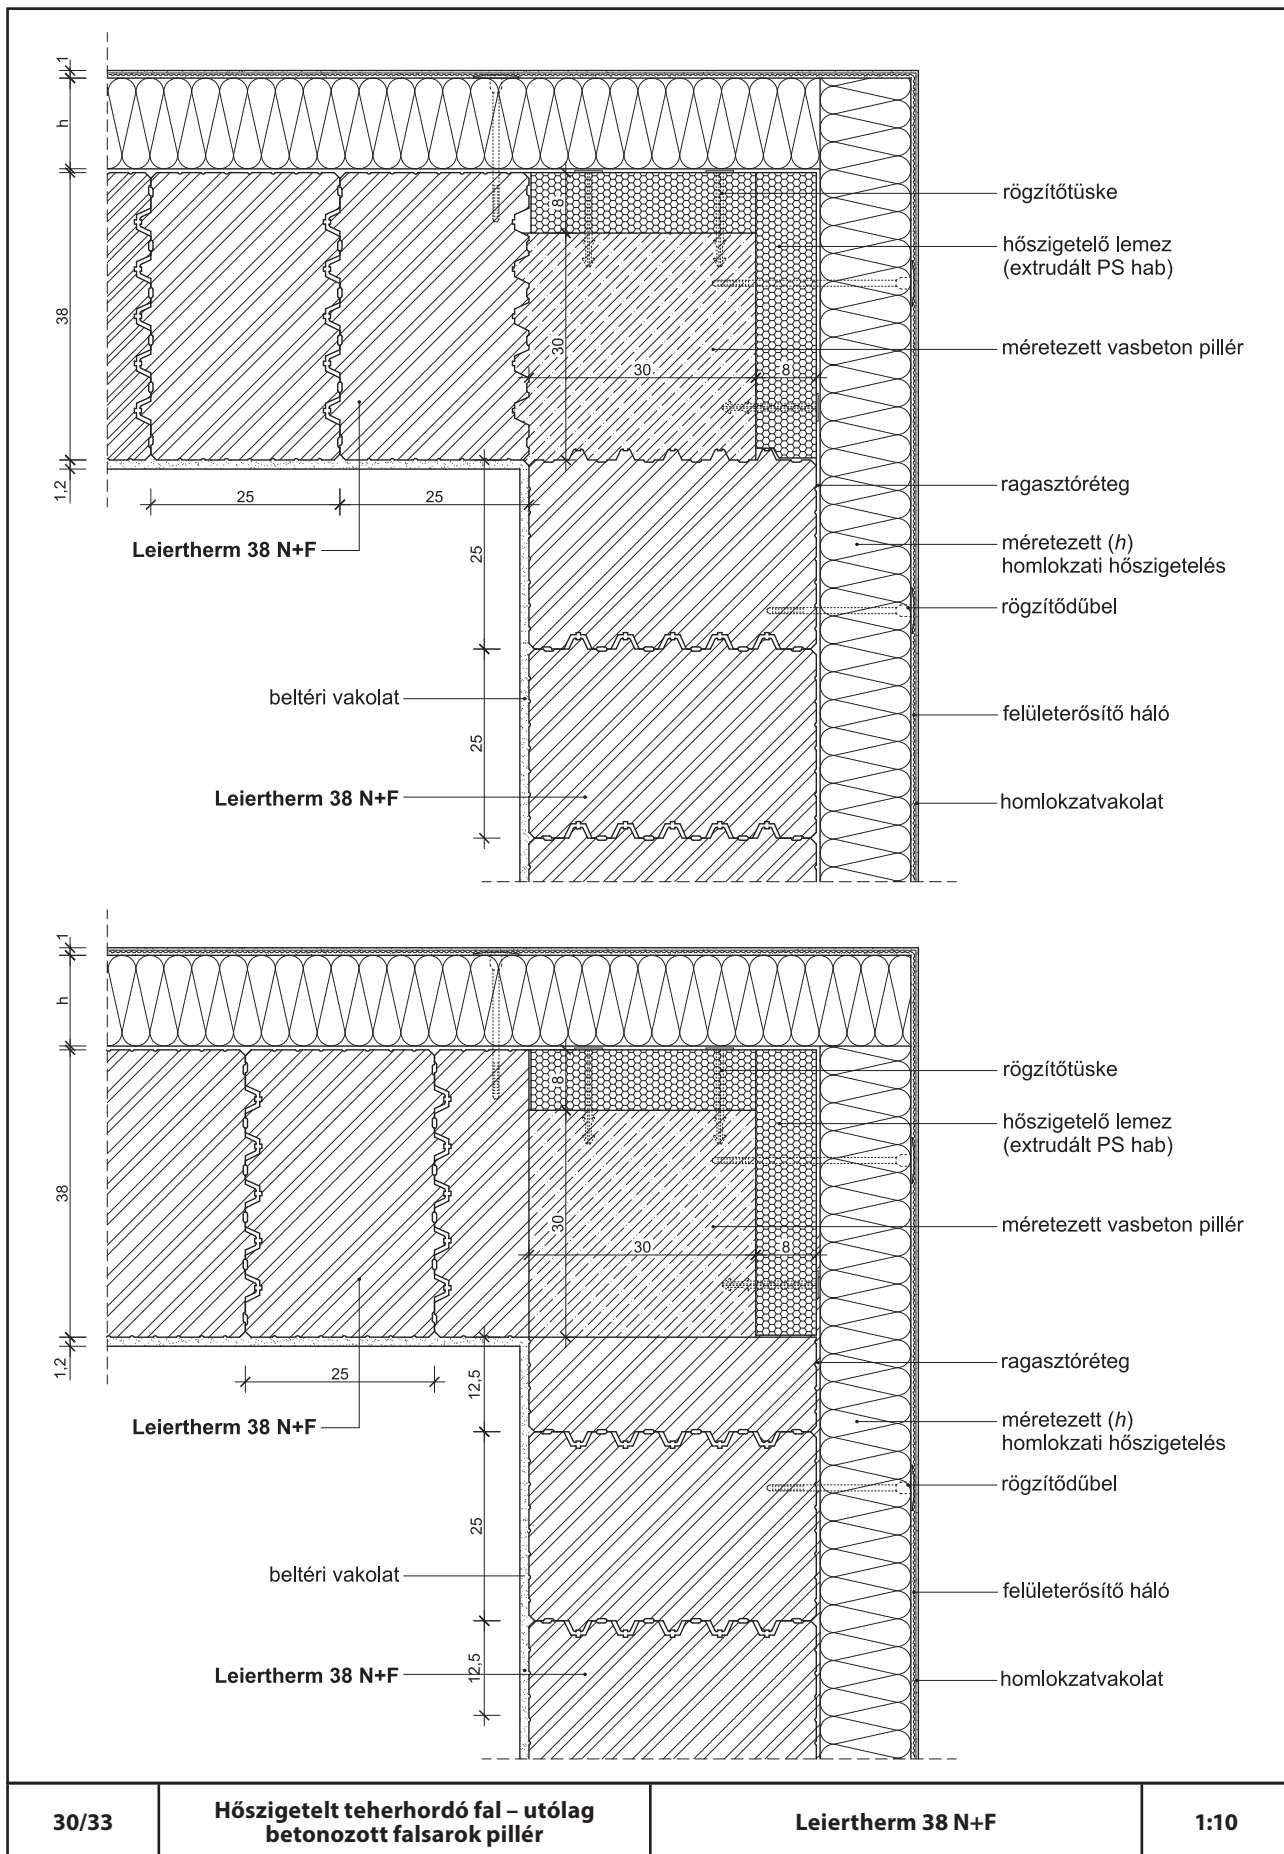 1
h
38
1,2
8
30
30
8
25
25
25
25
rögzítőtüske
hőszigetelő lemez
(extrudált PS hab)
méretezett vasbeton pillér
ragasztóréteg
méretezett (h)
homlokzati hőszigetelés
rögzítődűbel
felületerősítő háló
homlokzatvakolat
Leiertherm 38 N+F
beltéri vakolat
Leiertherm 38 N+F
1
h
38
1,2
8
30
30
8
25
12,5
25
12,5
rögzítőtüske
hőszigetelő lemez
(extrudált PS hab)
méretezett vasbeton pillér
ragasztóréteg
méretezett (h)
homlokzati hőszigetelés
rögzítődűbel
felületerősítő háló
homlokzatvakolat
Leiertherm 38 N+F
beltéri vakolat
Leiertherm 38 N+F
30/33
Hőszigetelt teherhordó fal – utólag
betonozott falsarok pillér
Leiertherm 38 N+F
1:10